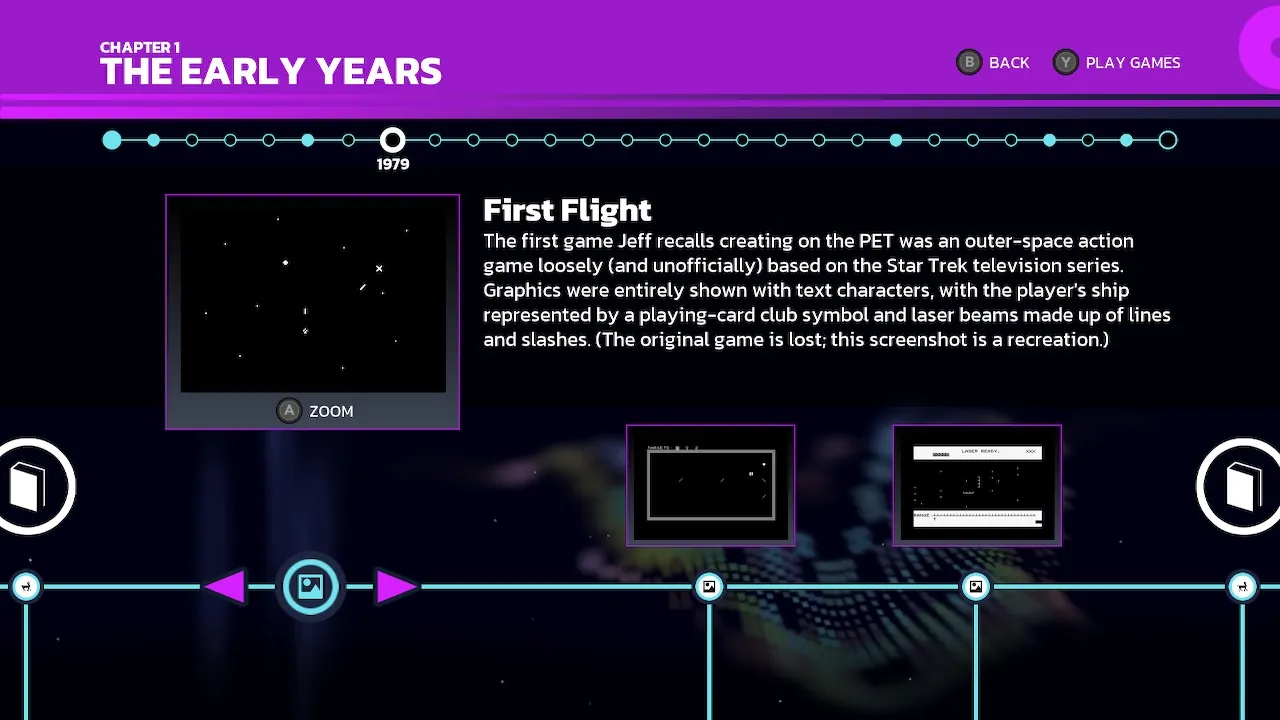 CHAPTER 1
THE EARLY YEARS
B BACK
Y PLAY GAMES
1979
First Flight
The first game Jeff recalls creating on the PET was an outer-space action
game loosely (and unofficially) based on the Star Trek television series.
Graphics were entirely shown with text characters, with the player's ship
represented by a playing-card club symbol and laser beams made up of lines
and slashes. (The original game is lost; this screenshot is a recreation.)
A ZOOM
TARGETS
LASER READY.